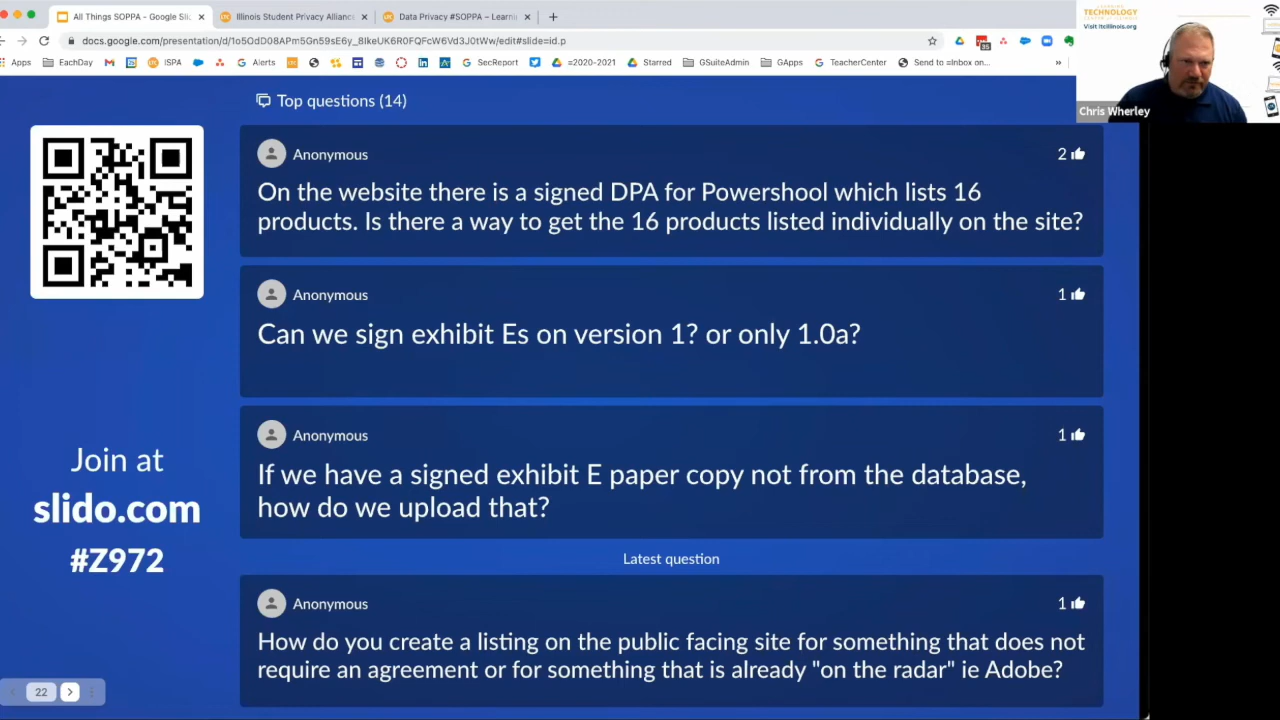 All Things SOPPA - Google Slid
Illinois Student Privacy Alliance
Data Privacy #SOPPA – Learnin
docs.google.com/presentation/d/1o5OdD08APm5Gn59sE6y_8IkeUK6R0FQFcW6Vd3J0tWw/edit#slide=id.p
35
Apps
EachDay
ISPA
Alerts
=2020-2021
Starred
GSuiteAdmin
GApps
SecReport
TeacherCenter
Send to =Inbox on...
TECHNOLOGY
Visit ltcillinois.org
Chris Wherley
Top questions (14)
Anonymous
2
On the website there is a signed DPA for Powershool which lists 16
products. Is there a way to get the 16 products listed individually on the site?
Anonymous
1
Can we sign exhibit Es on version 1? or only 1.0a?
Anonymous
1
If we have a signed exhibit E paper copy not from the database,
how do we upload that?
Join at
slido.com
#Z972
Latest question
Anonymous
1
How do you create a listing on the public facing site for something that does not
require an agreement or for something that is already "on the radar" ie Adobe?
22